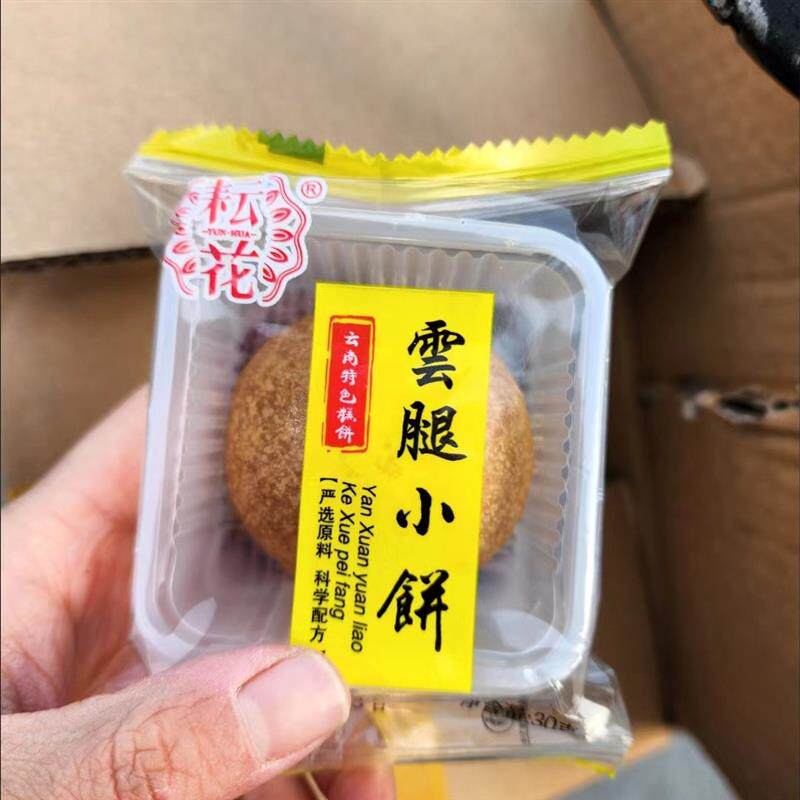 耘
YUN·HUA
花
®
云南特色糕餅
雲腿小餅
Yan Xuan yuan liao
Ke Xue pei fang
【严选原料 科学配方